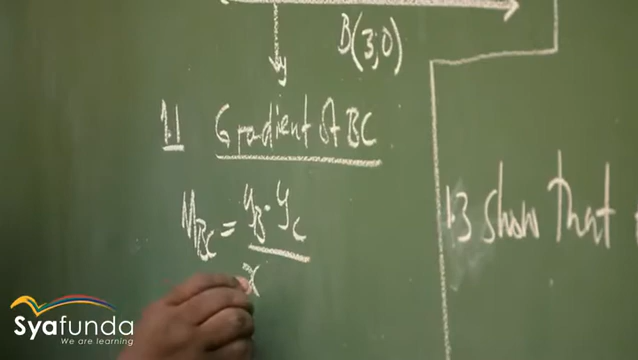 y
B(3;0)
1.1 Gradient of BC
M_BC = y_B - y_C
x
1.3 Show that
Syafunda
We are learning